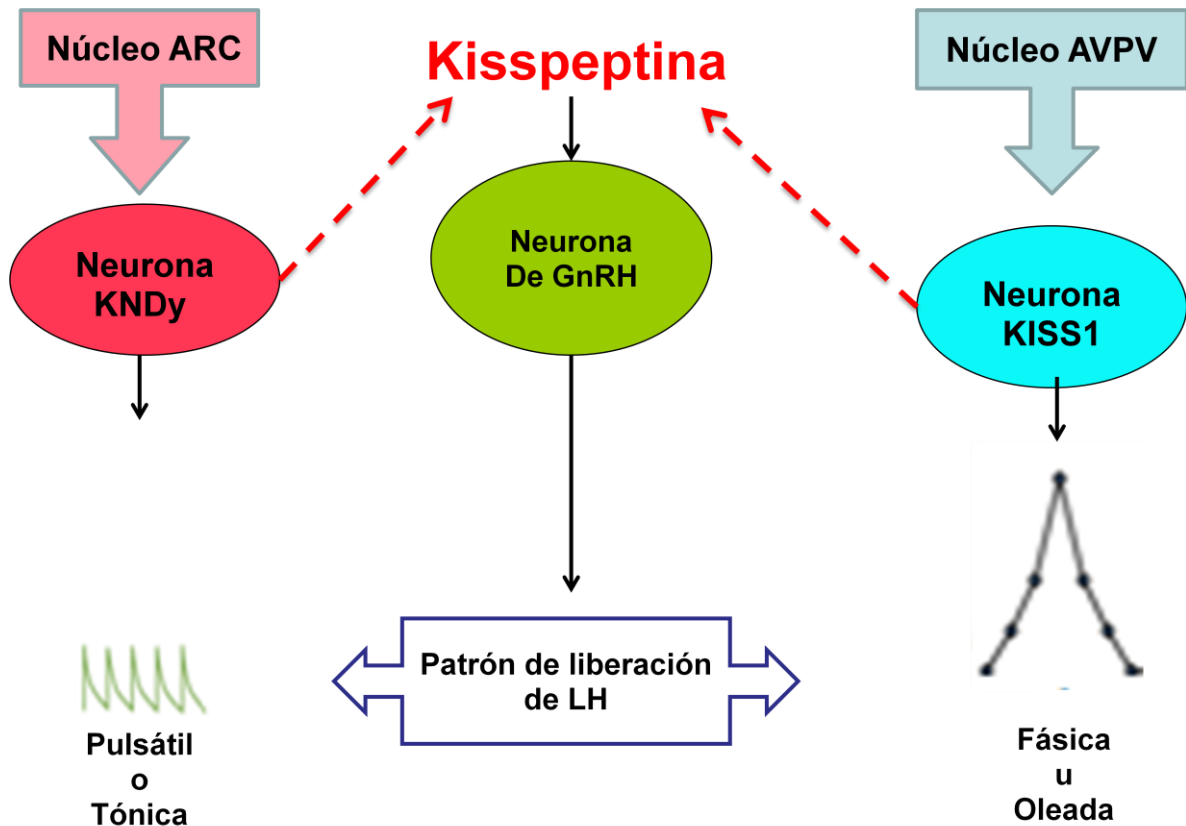 Núcleo ARC
Kisspeptina
Núcleo AVPV
Neurona
KNDy
Neurona
De GnRH
Neurona
KISS1
Patrón de liberación
de LH
Pulsátil
o
Tónica
Fásica
u
Oleada